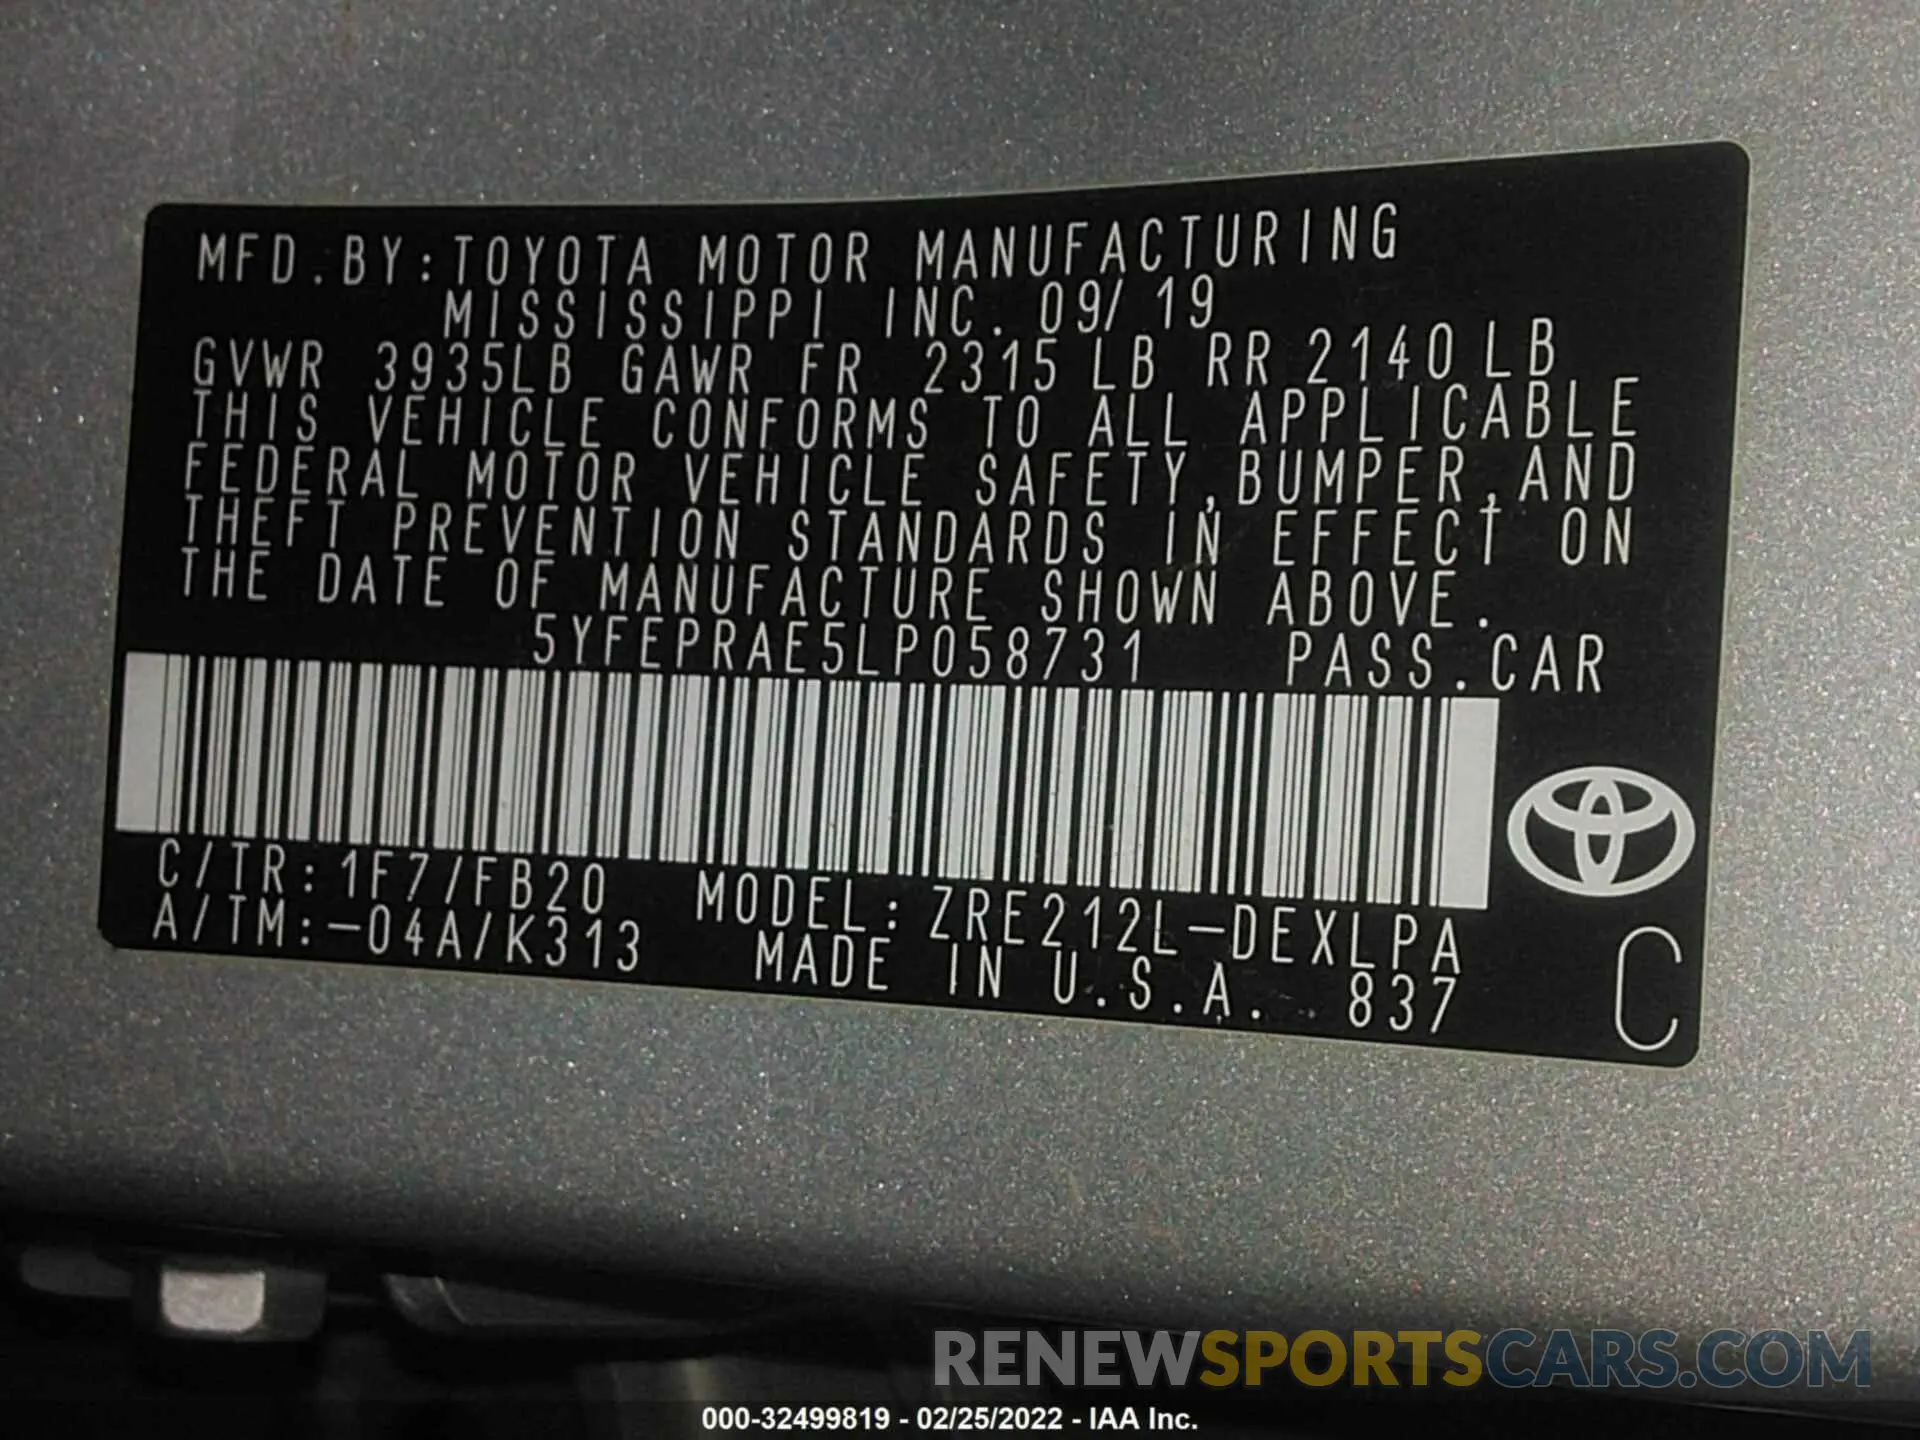 MFD.BY:TOYOTA MOTOR MANUFACTURING
MISSISSIPPI INC. 09/19
GVWR 3935LB GAWR FR 2315LB RR 2140LB
THIS VEHICLE CONFORMS TO ALL APPLICABLE
FEDERAL MOTOR VEHICLE SAFETY,BUMPER,AND
THEFT PREVENTION STANDARDS IN EFFECT ON
THE DATE OF MANUFACTURE SHOWN ABOVE.
5YFEPRAE5LP058731 PASS.CAR
C/TR:1F7/FB20 MODEL:ZRE212L-DEXLPA
A/TM:-04A/K313 MADE IN U.S.A. 837
C
RENEWSPORTSCARS.COM
000-32499819 - 02/25/2022 - IAA Inc.